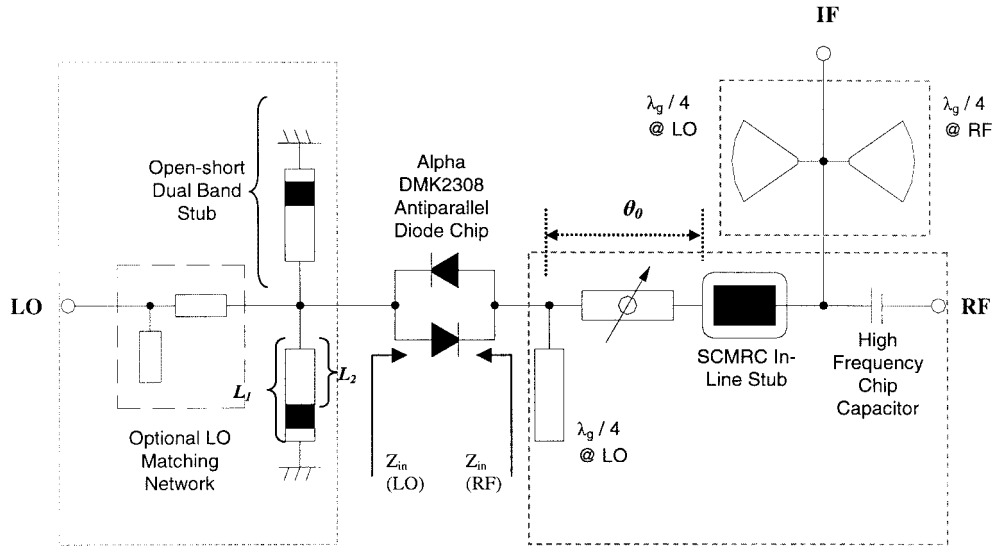 IF
λg / 4
@ LO
λg / 4
@ RF
Open-short
Dual Band
Stub
Alpha
DMK2308
Antiparallel
Diode Chip
θ0
LO
RF
L1
L2
SCMRC In-
Line Stub
High
Frequency
Chip
Capacitor
Optional LO
Matching
Network
Zin
(LO)
Zin
(RF)
λg / 4
@ LO